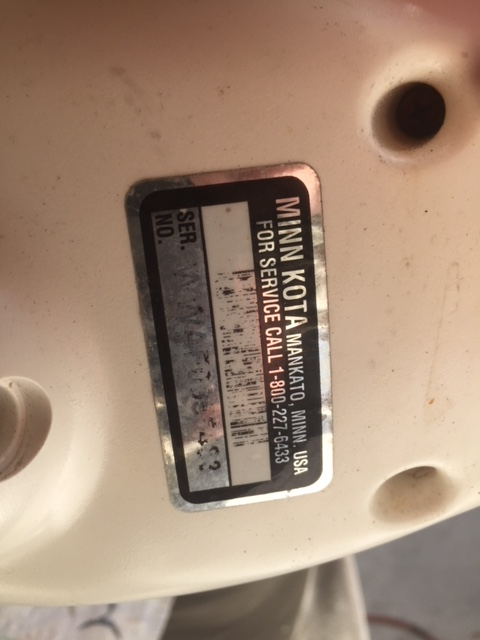 MINN KOTA MANKATO, MINN. USA
FOR SERVICE CALL 1-800-227-6433
SER.
NO.